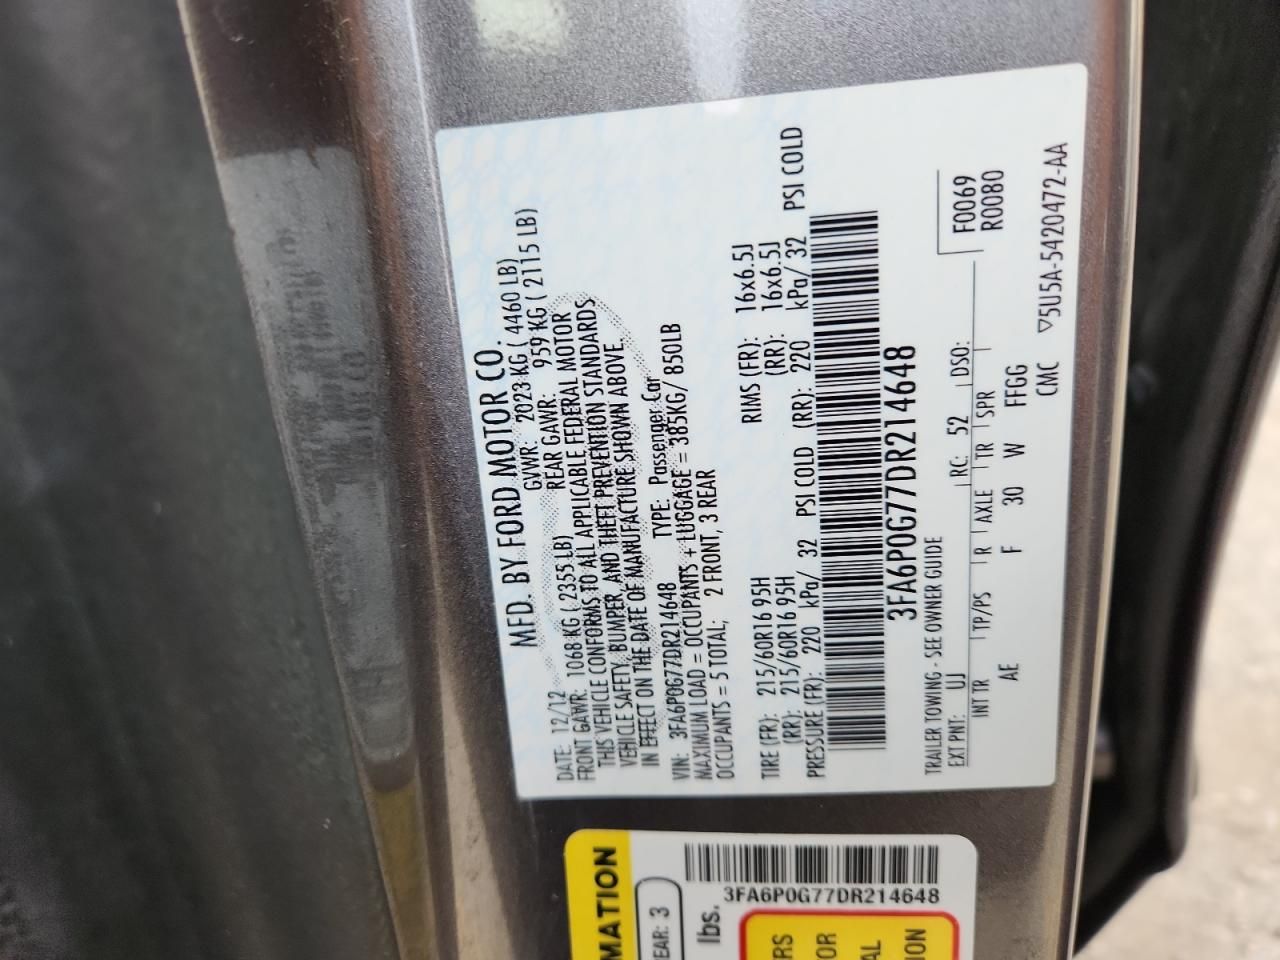 MFD. BY FORD MOTOR CO.
DATE: 12/12 GVWR: 2023 KG ( 4460 LB)
FRONT GAWR: 1068 KG ( 2355 LB) REAR GAWR: 959 KG ( 2115 LB)
THIS VEHICLE CONFORMS TO ALL APPLICABLE FEDERAL MOTOR
VEHICLE SAFETY, BUMPER, AND THEFT PREVENTION STANDARDS
IN EFFECT ON THE DATE OF MANUFACTURE SHOWN ABOVE.
VIN: 3FA6P0G77DR214648 TYPE: Passenger Car
MAXIMUM LOAD = OCCUPANTS + LUGGAGE = 385KG/ 850LB
OCCUPANTS = 5 TOTAL; 2 FRONT, 3 REAR
TIRE (FR): 215/60R16 95H RIMS (FR): 16x6.5J
(RR): 215/60R16 95H (RR): 16x6.5J
PRESSURE (FR): 220 kPa/ 32 PSI COLD (RR): 220 kPa/ 32 PSI COLD
3FA6P0G77DR214648
F0069
R0080
TRAILER TOWING - SEE OWNER GUIDE
EXT PNT: UJ RC: 52 DSO:
INT TR TP/PS R AXLE TR SPR
AE F 30 W FFGG
CMC ▽5U5A-5420472-AA
MATION
EAR: 3
lbs.
3FA6P0G77DR214648
ERS
OR
AL
ION